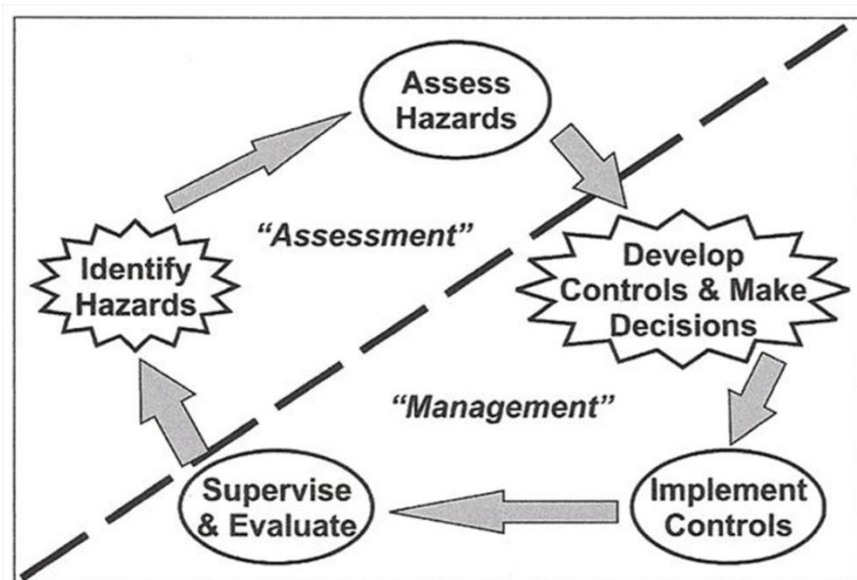 Assess
Hazards
"Assessment"
Identify
Hazards
Develop
Controls & Make
Decisions
"Management"
Supervise
& Evaluate
Implement
Controls